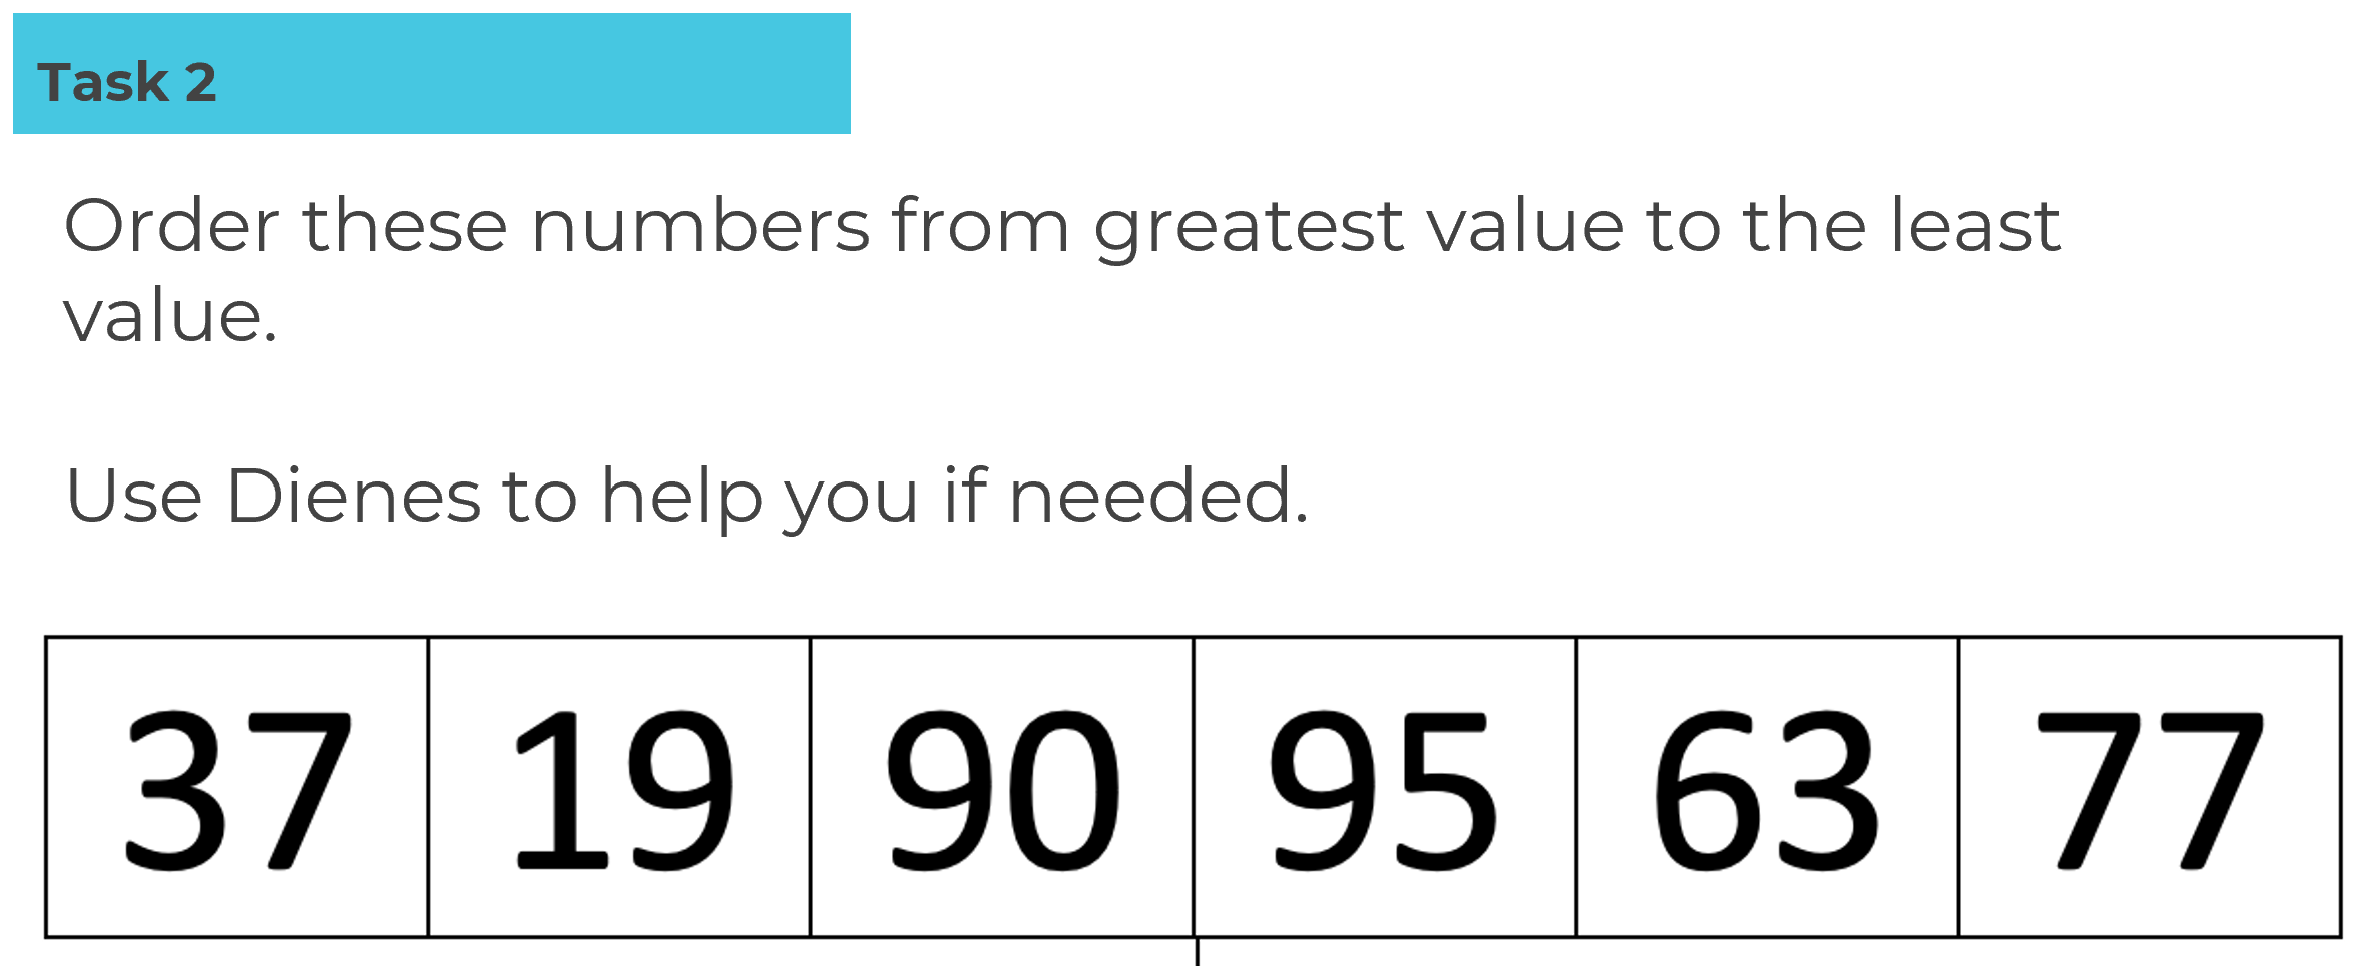 Task 2
Order these numbers from greatest value to the least
value.
Use Dienes to help you if needed.
37 19 90 95 63 77